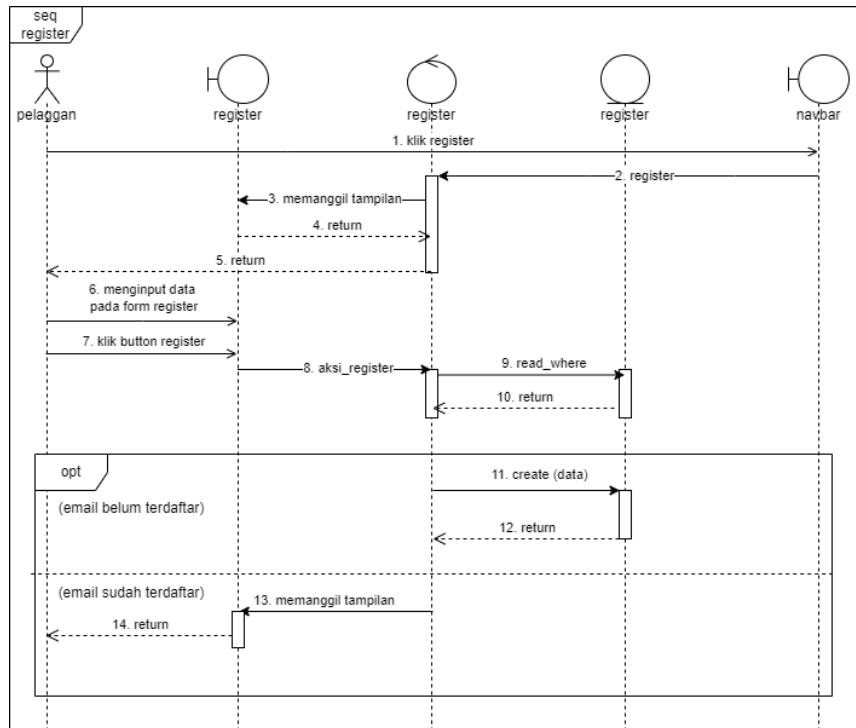 seq
register
pelaggan
register
register
register
navbar
1. klik register
2. register
3. memanggil tampilan
4. return
5. return
6. menginput data
pada form register
7. klik button register
8. aksi_register
9. read_where
10. return
opt
11. create (data)
(email belum terdaftar)
12. return
(email sudah terdaftar)
13. memanggil tampilan
14. return